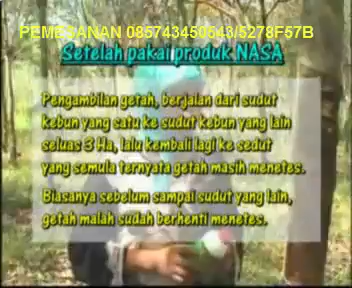 PEMESANAN 085743450643/5278F57B
Setelah pakai produk NASA
Pengambilan getah, berjalan dari sudut
kebun yang satu ke sudut kebun yang lain
seluas 3 Ha, lalu kembali lagi ke sedut
yang semula ternyata getah masih menetes.
Biasanya sebelum sampai sudut yang lain,
getah malah sudah berhenti menetes.